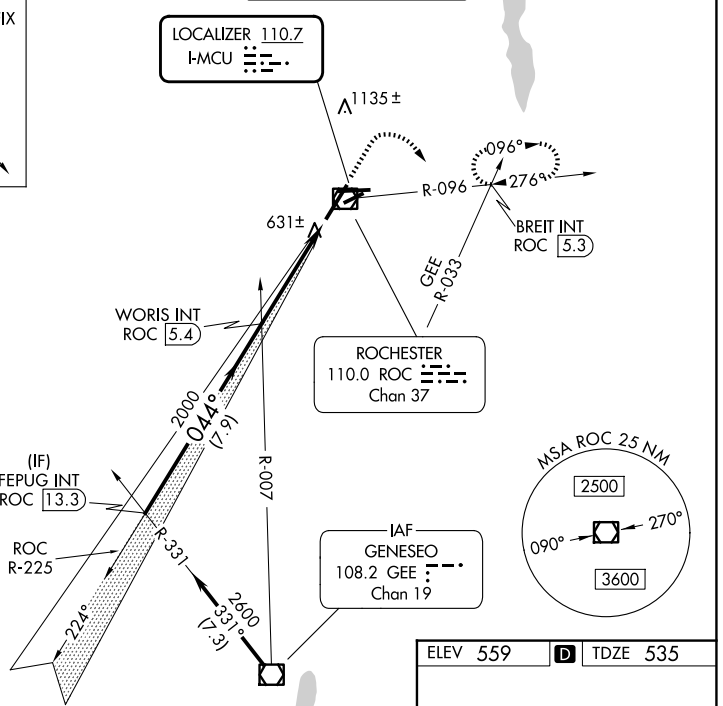 IX
LOCALIZER 110.7
I-MCU
1135 ±
096°
R-096
276°
631 ±
BREIT INT
ROC 5.3
GEE
R-033
WORIS INT
ROC 5.4
ROCHESTER
110.0 ROC
Chan 37
2000
044°
(7.9)
R-007
MSA ROC 25 NM
2500
090°
270°
3600
(IF)
FEPUG INT
ROC 13.3
ROC
R-225
R-331
224°
2600
331°
(7.3)
IAF
GENESEO
108.2 GEE
Chan 19
ELEV 559 D TDZE 535